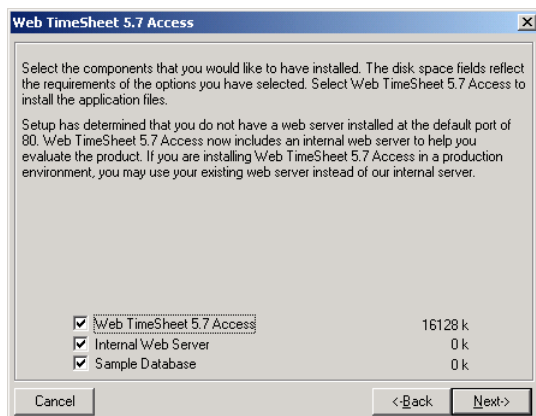 Web TimeSheet 5.7 Access
Select the components that you would like to have installed. The disk space fields reflect
the requirements of the options you have selected. Select Web TimeSheet 5.7 Access to
install the application files.
Setup has determined that you do not have a web server installed at the default port of
80. Web TimeSheet 5.7 Access now includes an internal web server to help you
evaluate the product. If you are installing Web TimeSheet 5.7 Access in a production
environment, you may use your existing web server instead of our internal server.
Web TimeSheet 5.7 Access 16128 k
Internal Web Server 0 k
Sample Database 0 k
Cancel <-Back Next->